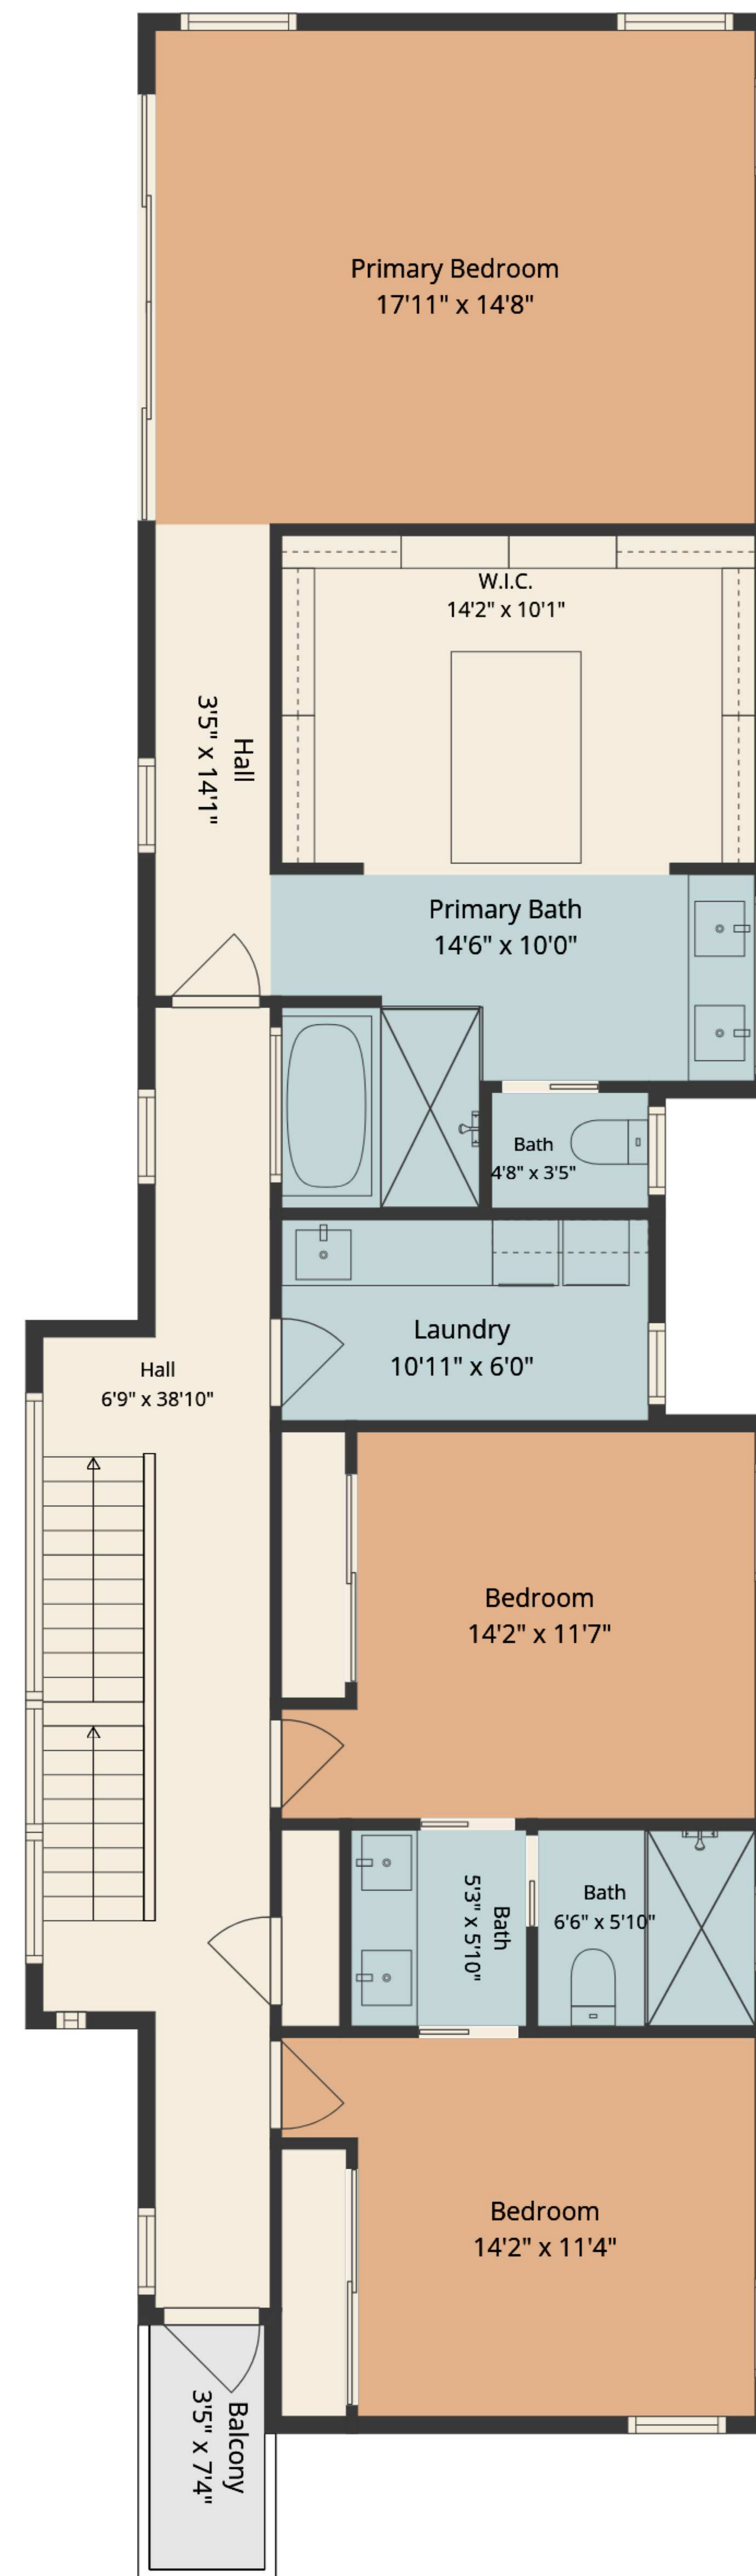 Primary Bedroom
17'11" x 14'8"
W.I.C.
14'2" x 10'1"
Hall
3'5" x 14'1"
Primary Bath
14'6" x 10'0"
Bath
4'8" x 3'5"
Laundry
10'11" x 6'0"
Hall
6'9" x 38'10"
Bedroom
14'2" x 11'7"
Bath
5'3" x 5'10"
Bath
6'6" x 5'10"
Bedroom
14'2" x 11'4"
Balcony
3'5" x 7'4"